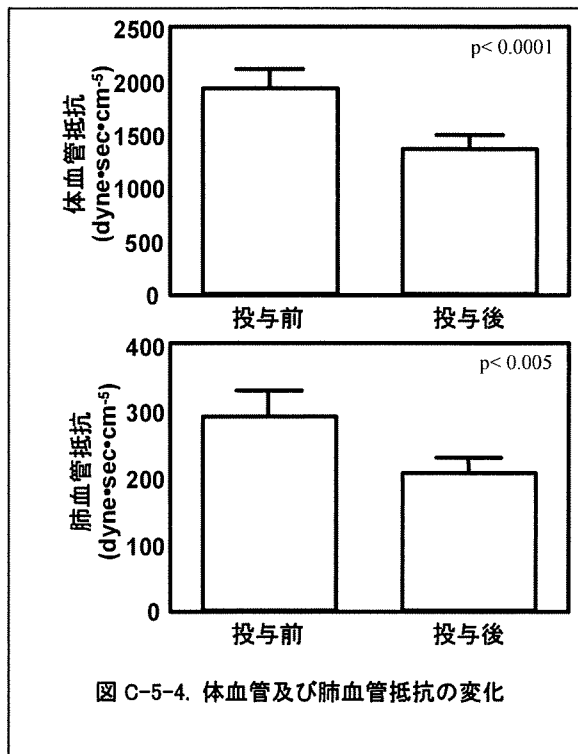 2500
p< 0.0001
2000
1500
1000
500
0
体血管抵抗
(dyne•sec•cm-5)
投与前 投与後
400
p< 0.005
300
200
100
0
肺血管抵抗
(dyne•sec•cm-5)
投与前 投与後
図 C-5-4. 体血管及び肺血管抵抗の変化